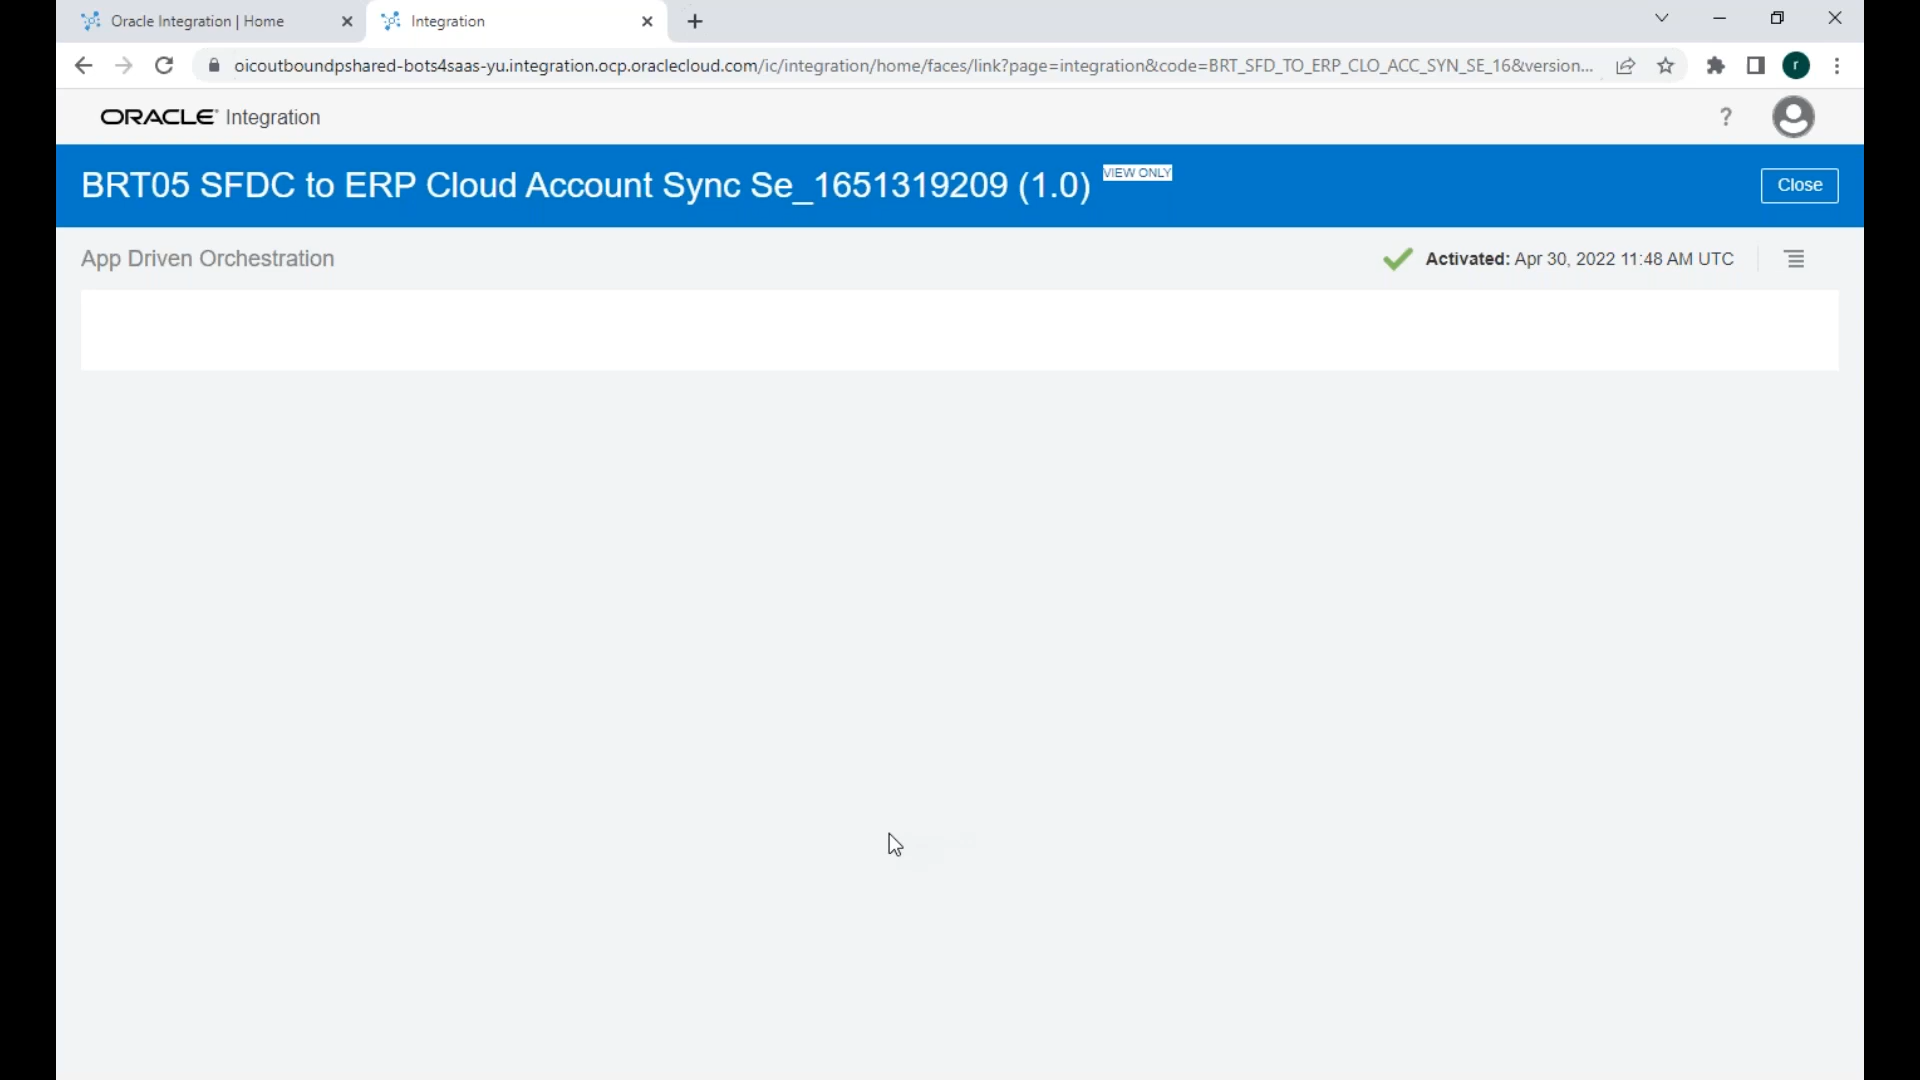 Oracle Integration | Home
Integration
oicoutboundpshared-bots4saas-yu.integration.ocp.oraclecloud.com/ic/integration/home/faces/link?page=integration&code=BRT_SFD_TO_ERP_CLO_ACC_SYN_SE_16&version...
r
ORACLE Integration
?
BRT05 SFDC to ERP Cloud Account Sync Se_1651319209 (1.0) VIEW ONLY
Close
App Driven Orchestration
Activated: Apr 30, 2022 11:48 AM UTC